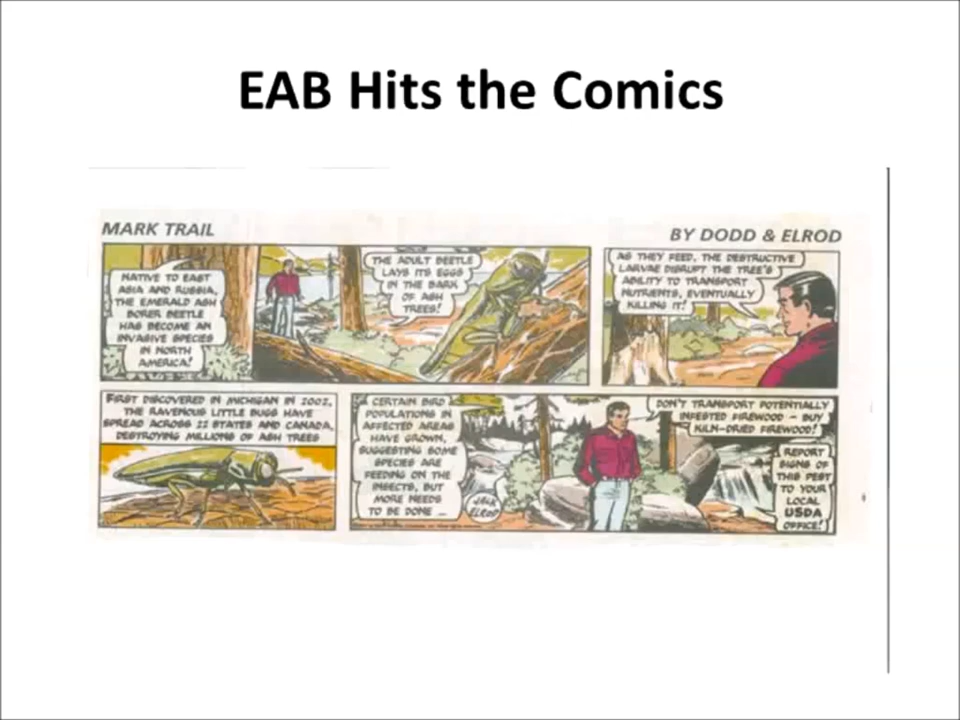 EAB Hits the Comics
MARK TRAIL
BY DODD & ELROD
NATIVE TO EAST
ASIA AND RUSSIA,
THE EMERALD ASH
BORER BEETLE
HAS BECOME AN
INVASIVE SPECIES
IN NORTH
AMERICA!
THE ADULT BEETLE
LAYS ITS EGGS
IN THE BARK
OF ASH
TREES!
AS THEY FEED, THE DESTRUCTIVE
LARVAE DISRUPT THE TREE'S
ABILITY TO TRANSPORT
NUTRIENTS, EVENTUALLY
KILLING IT!
FIRST DISCOVERED IN MICHIGAN IN 2002,
THE RAVENOUS LITTLE BUGS HAVE
SPREAD ACROSS 22 STATES AND CANADA,
DESTROYING MILLIONS OF ASH TREES
CERTAIN BIRD
POPULATIONS IN
AFFECTED AREAS
HAVE GROWN,
SUGGESTING SOME
SPECIES ARE
FEEDING ON THE
INSECTS, BUT
MORE NEEDS
TO BE DONE ...
JACK
ELROD
DON'T TRANSPORT POTENTIALLY
INFESTED FIREWOOD - BUY
KILN-DRIED FIREWOOD!
REPORT
SIGNS OF
THIS PEST
TO YOUR
LOCAL
USDA
OFFICE!